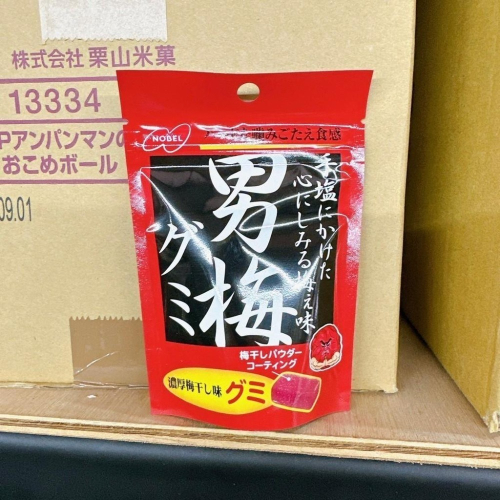 株式会社 栗山米菓
13334
Pアンパンマンの
おこめボール
09.01
NOBEL
噛みごたえ食感
手塩にかけた
心にしみる梅ぇ味
男梅
グミ
梅干しパウダー
コーティング
濃厚梅干し味 グミ